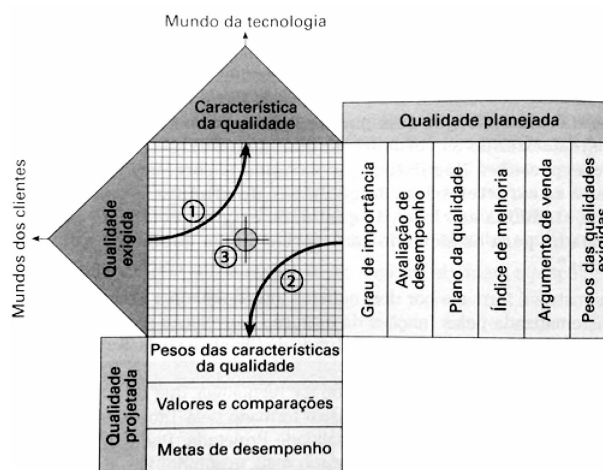 Mundo da tecnologia
Característica
da qualidade
Qualidade planejada
Mundos dos clientes
Qualidade
exigida
1
3
2
Grau de importância
Avaliação de
desempenho
Plano da qualidade
Índice de melhoria
Argumento de venda
Pesos das qualidades
exigidas
Qualidade
projetada
Pesos das características
da qualidade
Valores e comparações
Metas de desempenho